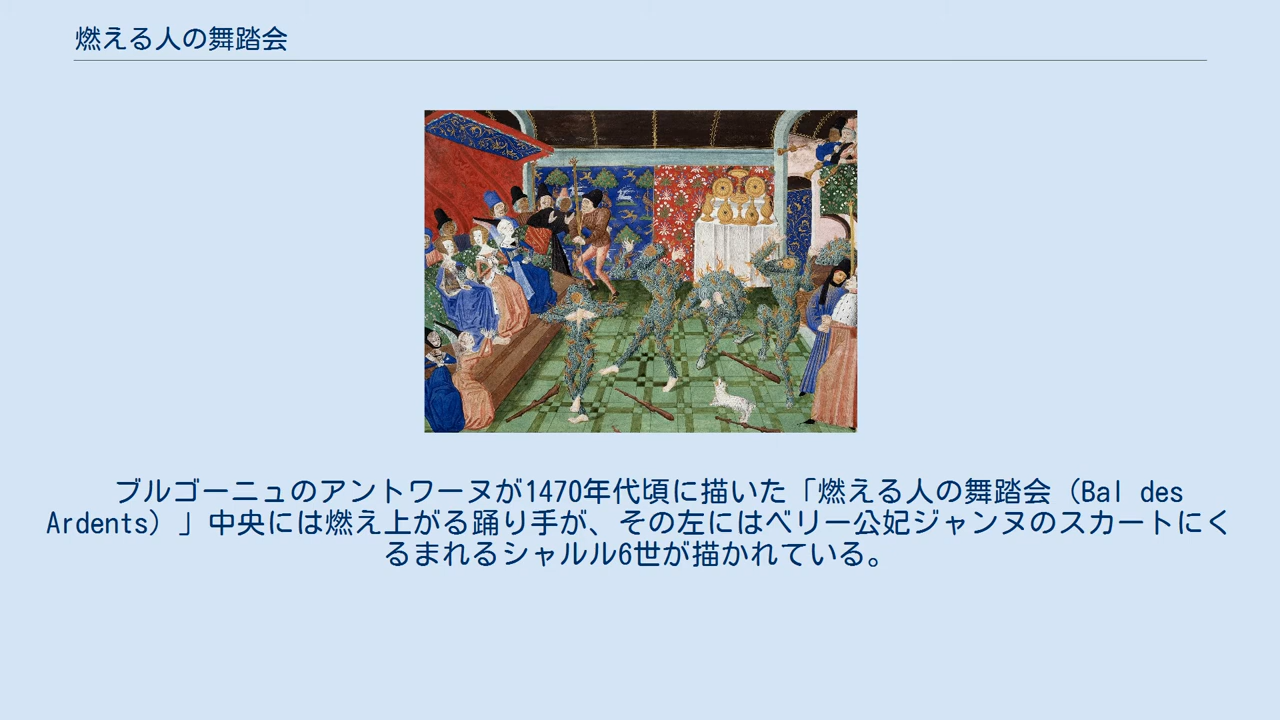 燃える人の舞踏会
ブルゴーニュのアントワーヌが1470年代頃に描いた「燃える人の舞踏会（Bal des
Ardents）」中央には燃え上がる踊り手が、その左にはベリー公妃ジャンヌのスカートにく
るまれるシャルル6世が描かれている。